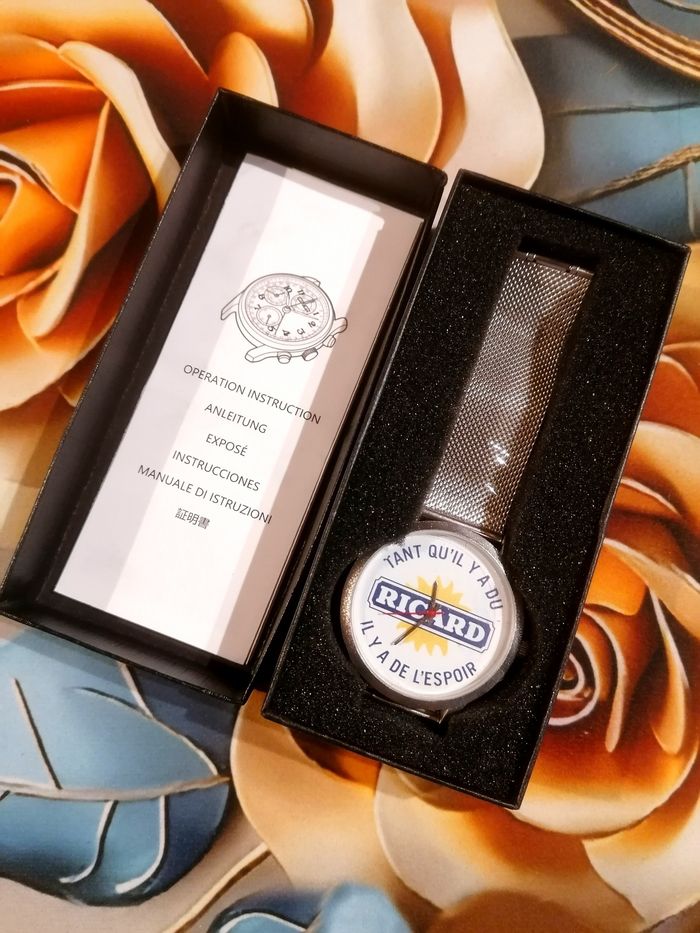 OPERATION INSTRUCTION
ANLEITUNG
EXPOSÉ
INSTRUCCIONES
MANUALE DI ISTRUZIONI
証明書
TANT QU'IL Y A DU
RICARD
IL Y A DE L'ESPOIR